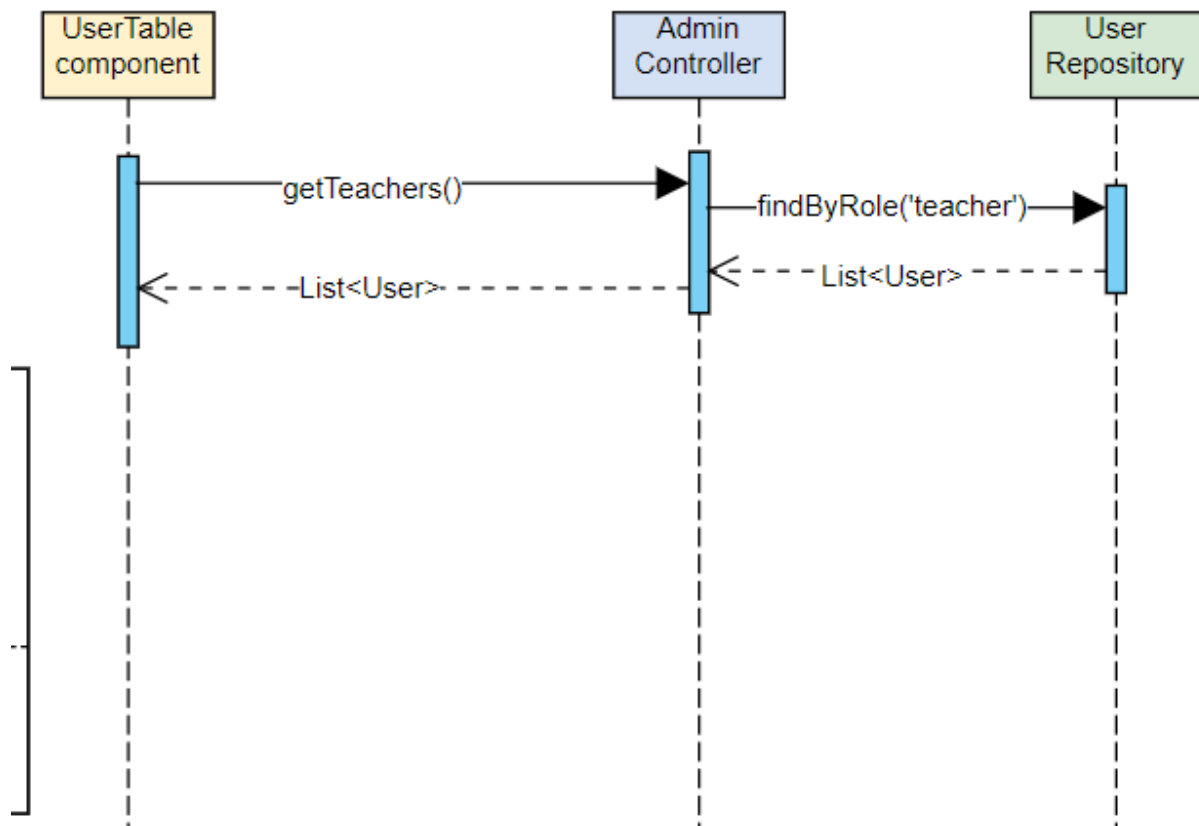 UserTable
component
Admin
Controller
User
Repository
getTeachers()
findByRole('teacher')
List<User>
List<User>